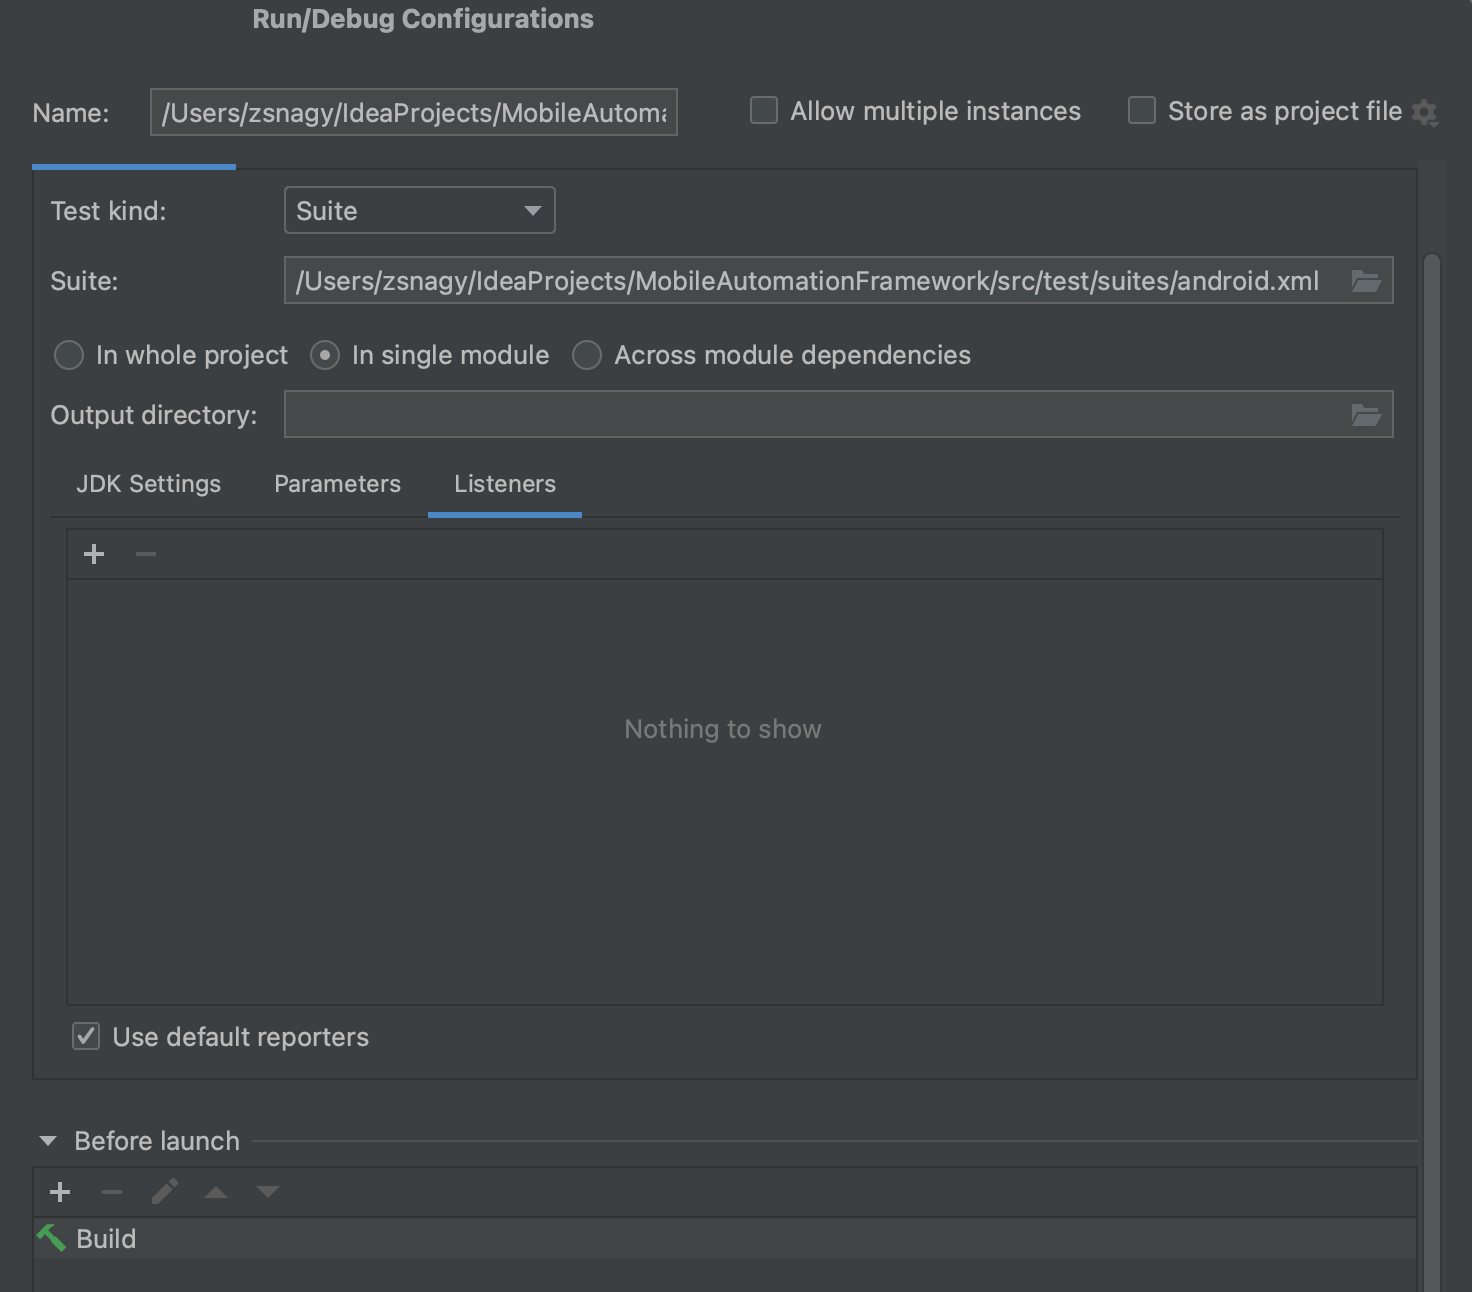 Run/Debug Configurations
Name: /Users/zsnagy/IdeaProjects/MobileAutoma Allow multiple instances Store as project file
Test kind: Suite
Suite: /Users/zsnagy/IdeaProjects/MobileAutomationFramework/src/test/suites/android.xml
In whole project In single module Across module dependencies
Output directory:
JDK Settings Parameters Listeners
Nothing to show
Use default reporters
Before launch
Build